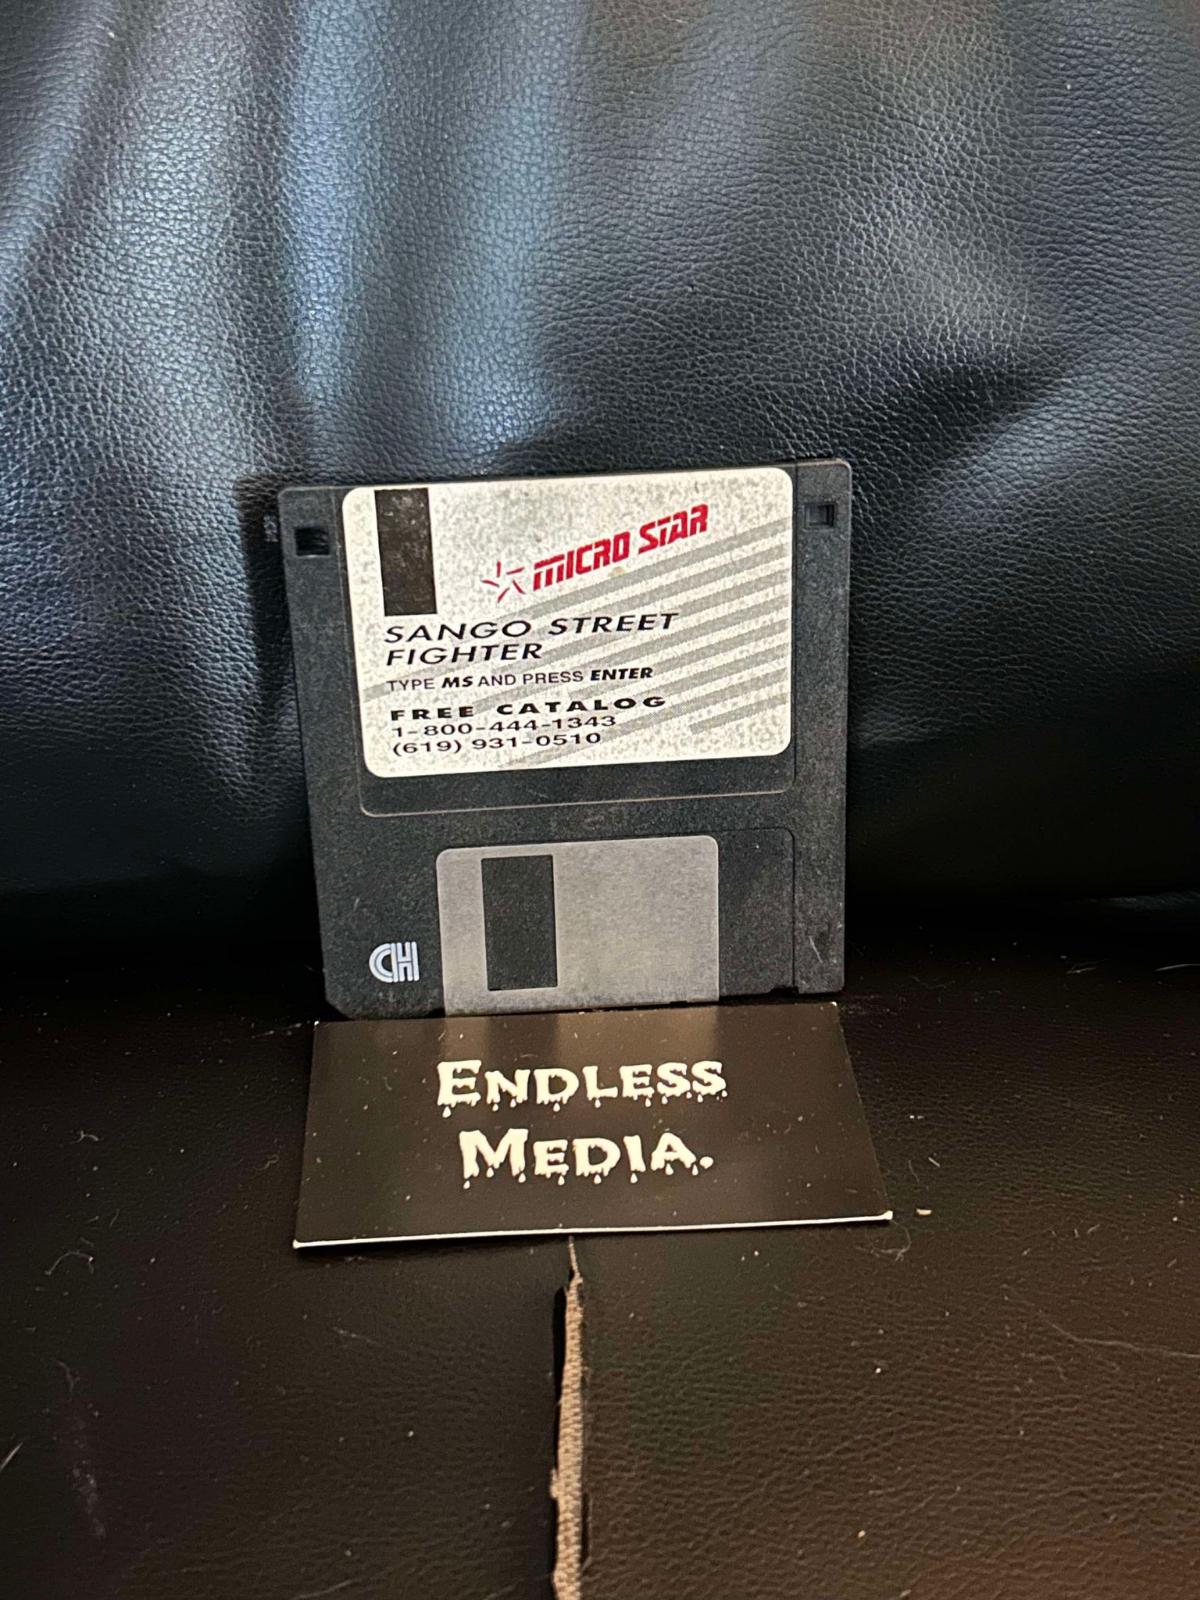 MICRO STAR
SANGO STREET
FIGHTER
TYPE MS AND PRESS ENTER
FREE CATALOG
1-800-444-1343
(619) 931-0510
CH
ENDLESS
MEDIA.